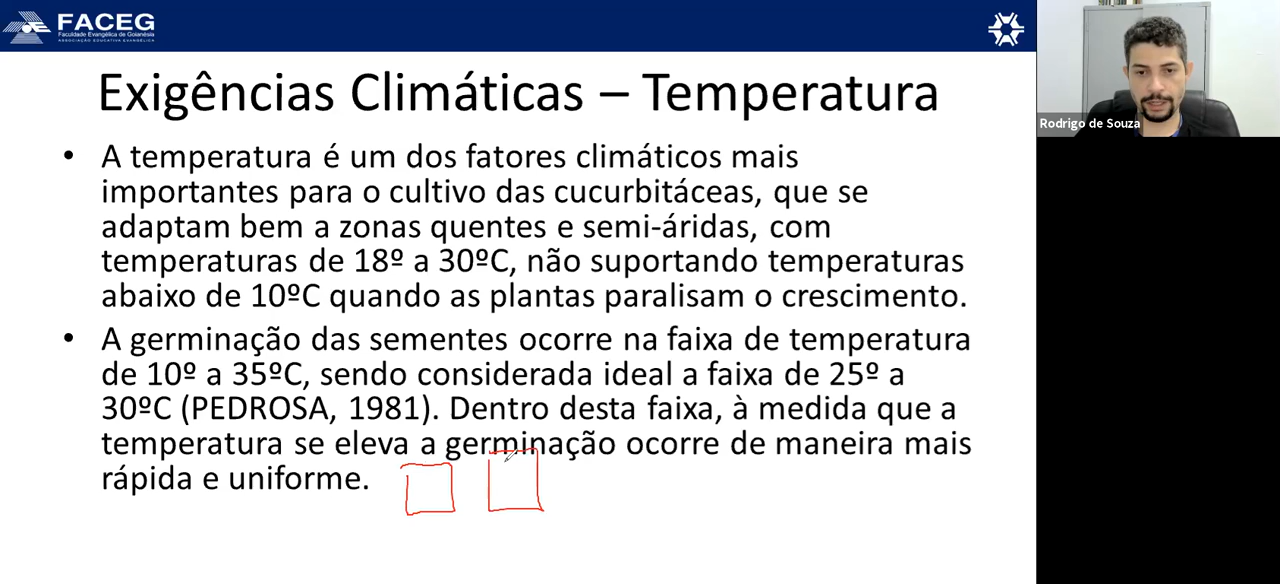 FACEG
Faculdade Evangélica de Goianésia
ASSOCIAÇÃO EDUCATIVA EVANGÉLICA
Rodrigo de Souza
Exigências Climáticas – Temperatura
• A temperatura é um dos fatores climáticos mais
importantes para o cultivo das cucurbitáceas, que se
adaptam bem a zonas quentes e semi-áridas, com
temperaturas de 18º a 30ºC, não suportando temperaturas
abaixo de 10ºC quando as plantas paralisam o crescimento.
• A germinação das sementes ocorre na faixa de temperatura
de 10º a 35ºC, sendo considerada ideal a faixa de 25º a
30ºC (PEDROSA, 1981). Dentro desta faixa, à medida que a
temperatura se eleva a germinação ocorre de maneira mais
rápida e uniforme.